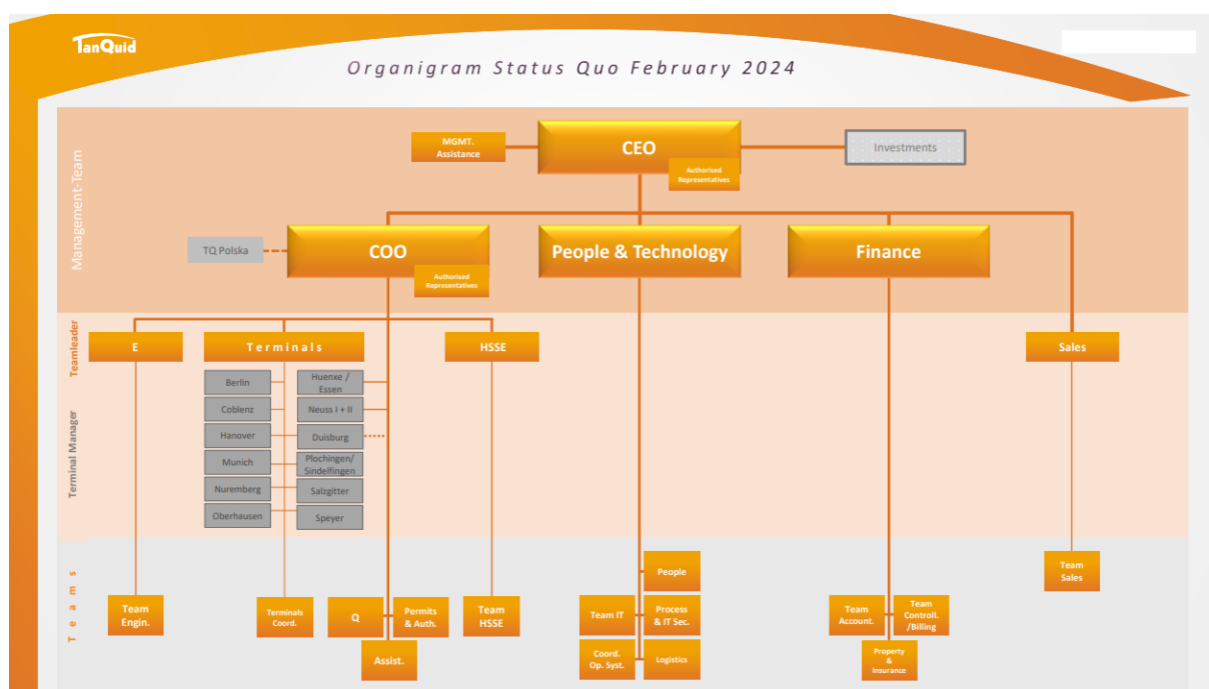 TanQuid
Organigram Status Quo February 2024
Management-Team
MGMT.
Assistance
CEO
Authorised
Representatives
Investments
TQ Polska
COO
Authorised
Representatives
People & Technology
Finance
Teamleader
E
Terminals
HSSE
Sales
Terminal Manager
Berlin
Huenxe /
Essen
Coblenz
Neuss I + II
Hanover
Duisburg
Munich
Plochingen/
Sindelfingen
Nuremberg
Salzgitter
Oberhausen
Speyer
Teams
Team
Engin.
Terminals
Coord.
Q
Permits
& Auth.
Assist.
Team
HSSE
People
Team IT
Process
& IT Sec.
Coord.
Op. Syst.
Logistics
Team
Account.
Team
Controll.
/Billing
Property
&
Insurance
Team
Sales